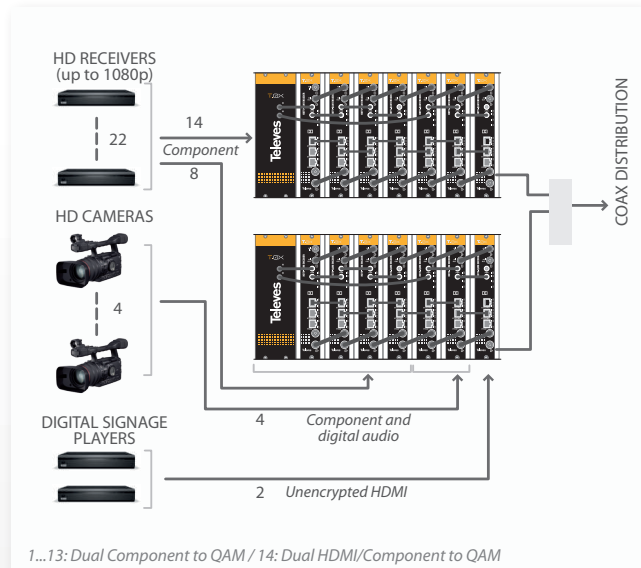 HD RECEIVERS
(up to 1080p)
22
14
Component
8
T.0X
Televes
COAX DISTRIBUTION
HD CAMERAS
4
T.0X
Televes
4
Component and
digital audio
DIGITAL SIGNAGE
PLAYERS
2
Unencrypted HDMI
1...13: Dual Component to QAM / 14: Dual HDMI/Component to QAM